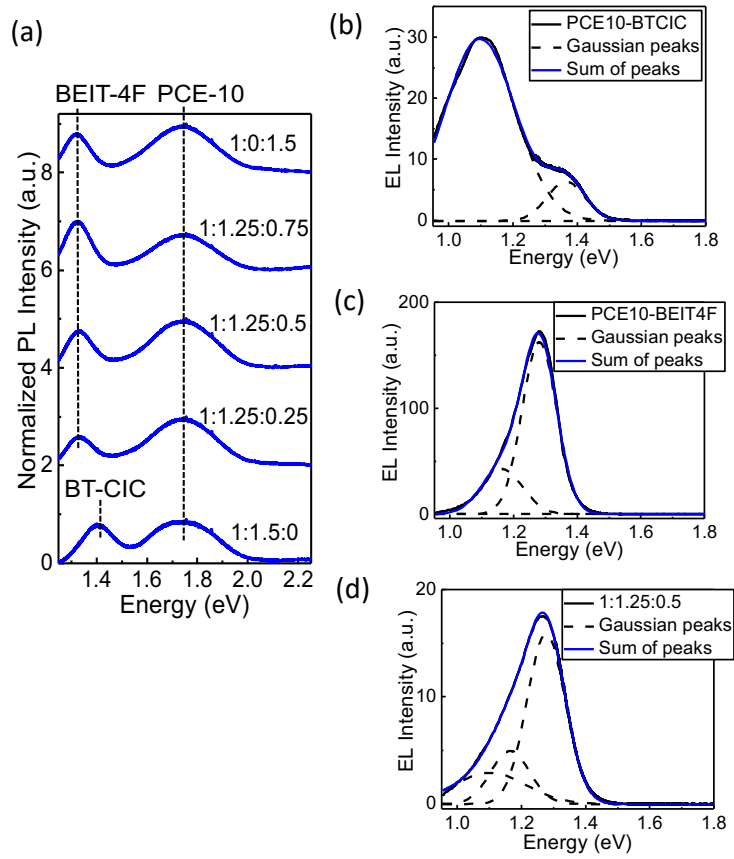 (a)
BEIT-4F PCE-10
1:0:1.5
1:1.25:0.75
1:1.25:0.5
1:1.25:0.25
BT-CIC
1:1.5:0
8
6
4
2
0
Normalized PL Intensity (a.u.)
1.4 1.6 1.8 2.0 2.2
Energy (eV)
(b)
PCE10-BTCIC
Gaussian peaks
Sum of peaks
30
20
10
0
EL Intensity (a.u.)
1.0 1.2 1.4 1.6 1.8
Energy (eV)
(c)
PCE10-BEIT4F
Gaussian peaks
Sum of peaks
200
100
0
EL Intensity (a.u.)
1.0 1.2 1.4 1.6 1.8
Energy (eV)
(d)
1:1.25:0.5
Gaussian peaks
Sum of peaks
20
10
0
EL Intensity (a.u.)
1.0 1.2 1.4 1.6 1.8
Energy (eV)